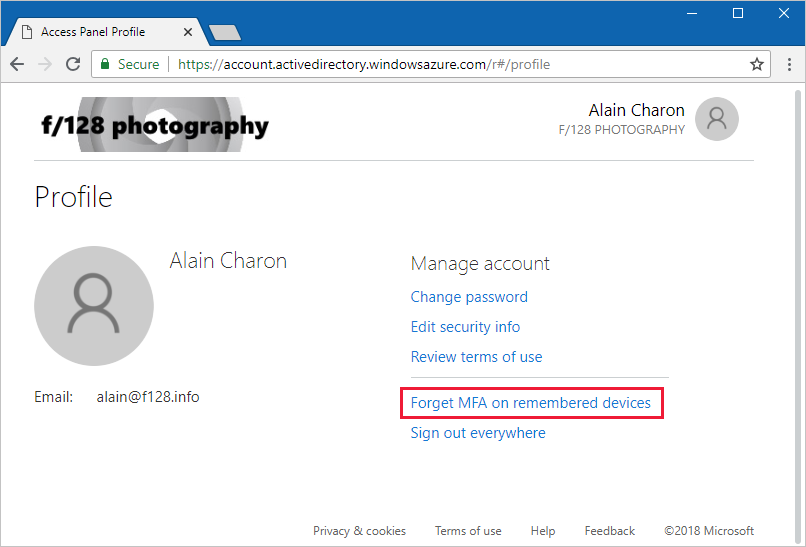 Access Panel Profile
Secure
https://account.activedirectory.windowsazure.com/r#/profile
f/128 photography
Alain Charon
F/128 PHOTOGRAPHY
Profile
Alain Charon
Email: alain@f128.info
Manage account
Change password
Edit security info
Review terms of use
Forget MFA on remembered devices
Sign out everywhere
Privacy & cookies Terms of use Help Feedback ©2018 Microsoft